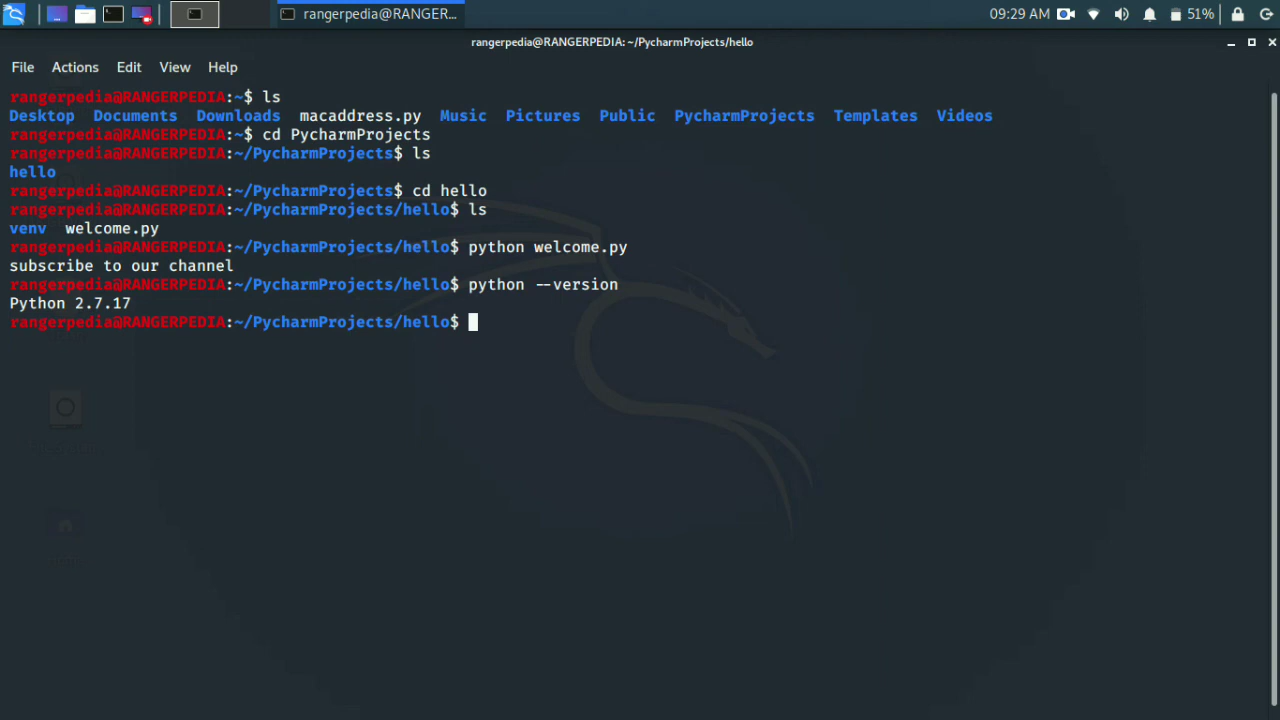 rangerpedia@RANGER...
09:29 AM
51%
rangerpedia@RANGERPEDIA: ~/PycharmProjects/hello
File Actions Edit View Help
rangerpedia@RANGERPEDIA:~$ ls
Desktop Documents Downloads macaddress.py Music Pictures Public PycharmProjects Templates Videos
rangerpedia@RANGERPEDIA:~$ cd PycharmProjects
rangerpedia@RANGERPEDIA:~/PycharmProjects$ ls
hello
rangerpedia@RANGERPEDIA:~/PycharmProjects$ cd hello
rangerpedia@RANGERPEDIA:~/PycharmProjects/hello$ ls
venv welcome.py
rangerpedia@RANGERPEDIA:~/PycharmProjects/hello$ python welcome.py
subscribe to our channel
rangerpedia@RANGERPEDIA:~/PycharmProjects/hello$ python --version
Python 2.7.17
rangerpedia@RANGERPEDIA:~/PycharmProjects/hello$